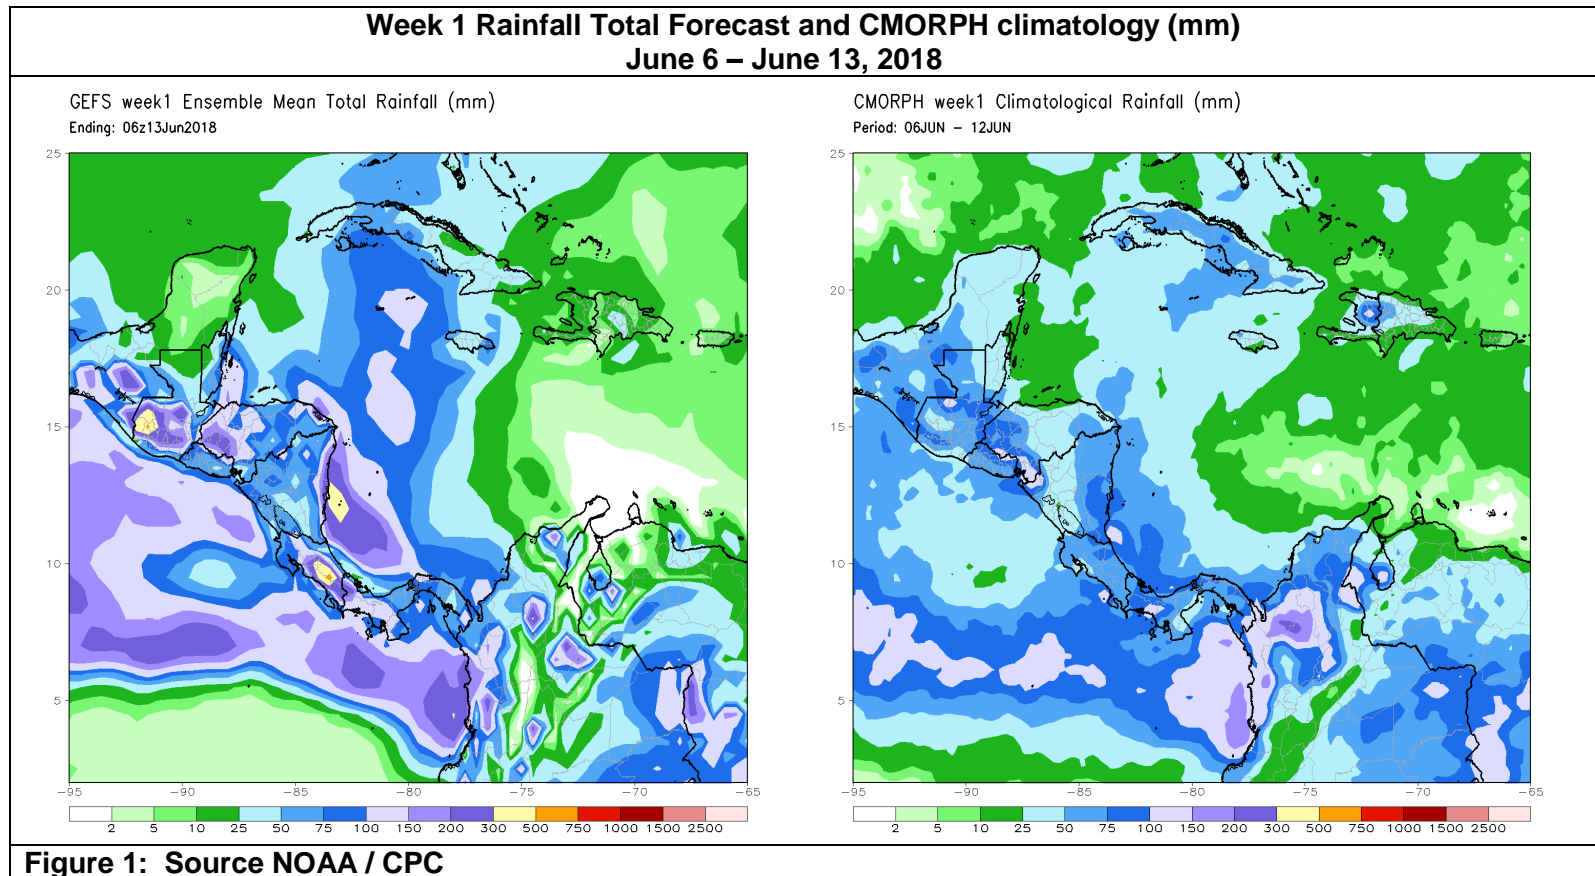 Week 1 Rainfall Total Forecast and CMORPH climatology (mm)
June 6 – June 13, 2018
GEFS week1 Ensemble Mean Total Rainfall (mm)
Ending: 06z13Jun2018
25
20
15
10
5
-95 -90 -85 -80 -75 -70 -65
2 5 10 25 50 75 100 150 200 300 500 750 1000 1500 2500
CMORPH week1 Climatological Rainfall (mm)
Period: 06JUN – 12JUN
25
20
15
10
5
-95 -90 -85 -80 -75 -70 -65
2 5 10 25 50 75 100 150 200 300 500 750 1000 1500 2500
Figure 1: Source NOAA / CPC